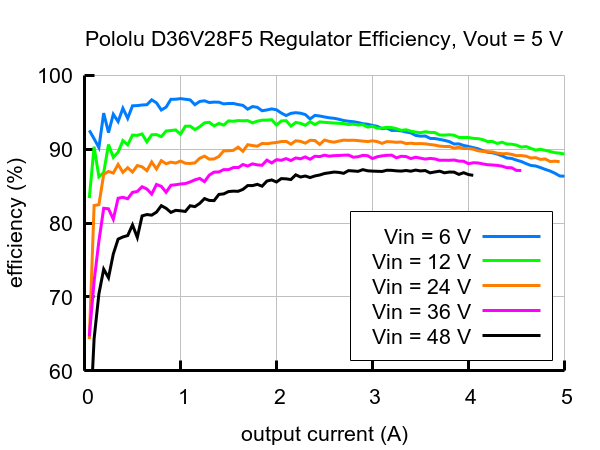 Pololu D36V28F5 Regulator Efficiency, Vout = 5 V
100
90
80
70
60
efficiency (%)
Vin = 6 V
Vin = 12 V
Vin = 24 V
Vin = 36 V
Vin = 48 V
0 1 2 3 4 5
output current (A)